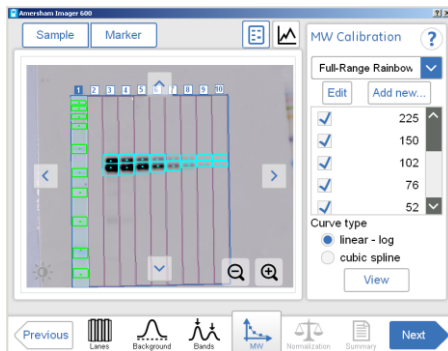 Amersham Imager 600
Sample
Marker
MW Calibration
?
1 2 3 4 5 6 7 8 9 10
Full-Range Rainbow
Edit
Add new...
225
150
102
76
52
Curve type
linear - log
cubic spline
View
Previous
Lanes
Background
Bands
MW
Normalization
Summary
Next